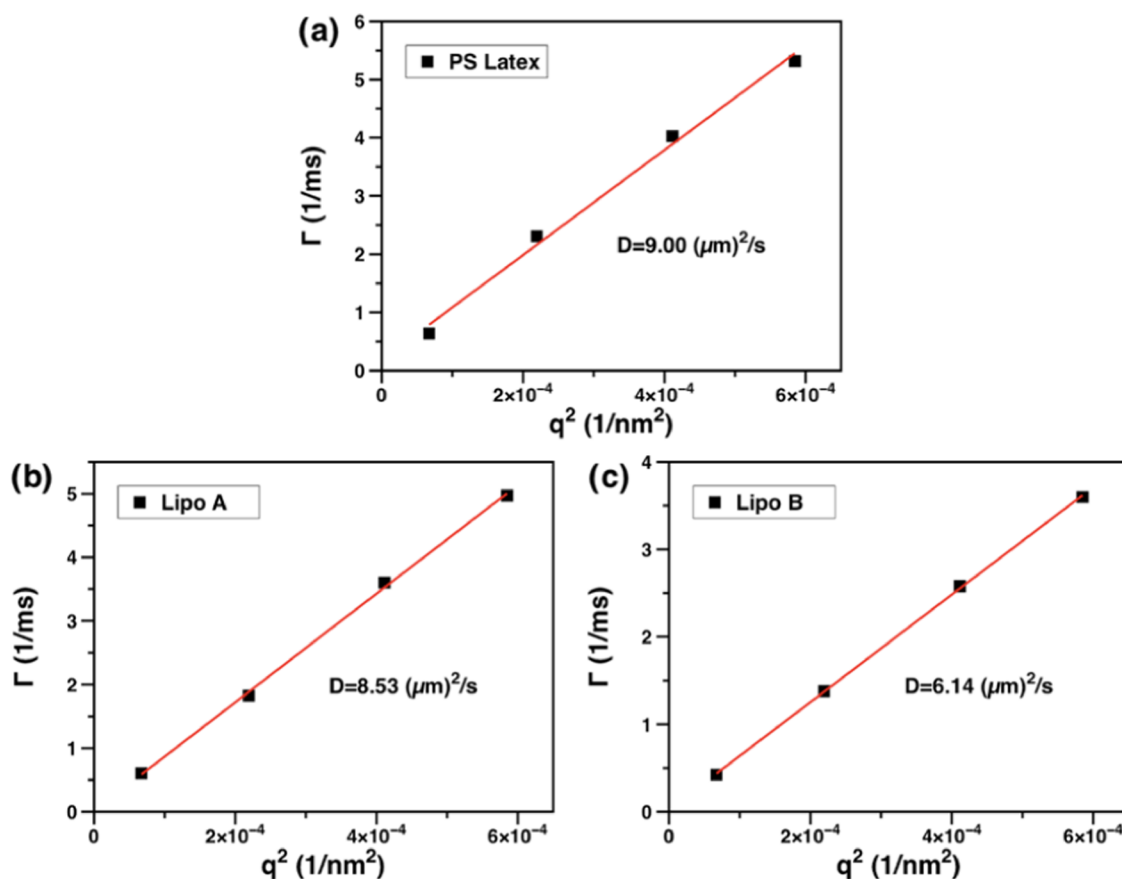 (a)
PS Latex
6
5
4
3
2
1
0
Γ (1/ms)
D=9.00 (μm)²/s
0 2×10⁻⁴ 4×10⁻⁴ 6×10⁻⁴
q² (1/nm²)
(b)
Lipo A
5
4
3
2
1
0
Γ (1/ms)
D=8.53 (μm)²/s
0 2×10⁻⁴ 4×10⁻⁴ 6×10⁻⁴
q² (1/nm²)
(c)
Lipo B
4
3
2
1
0
Γ (1/ms)
D=6.14 (μm)²/s
0 2×10⁻⁴ 4×10⁻⁴ 6×10⁻⁴
q² (1/nm²)